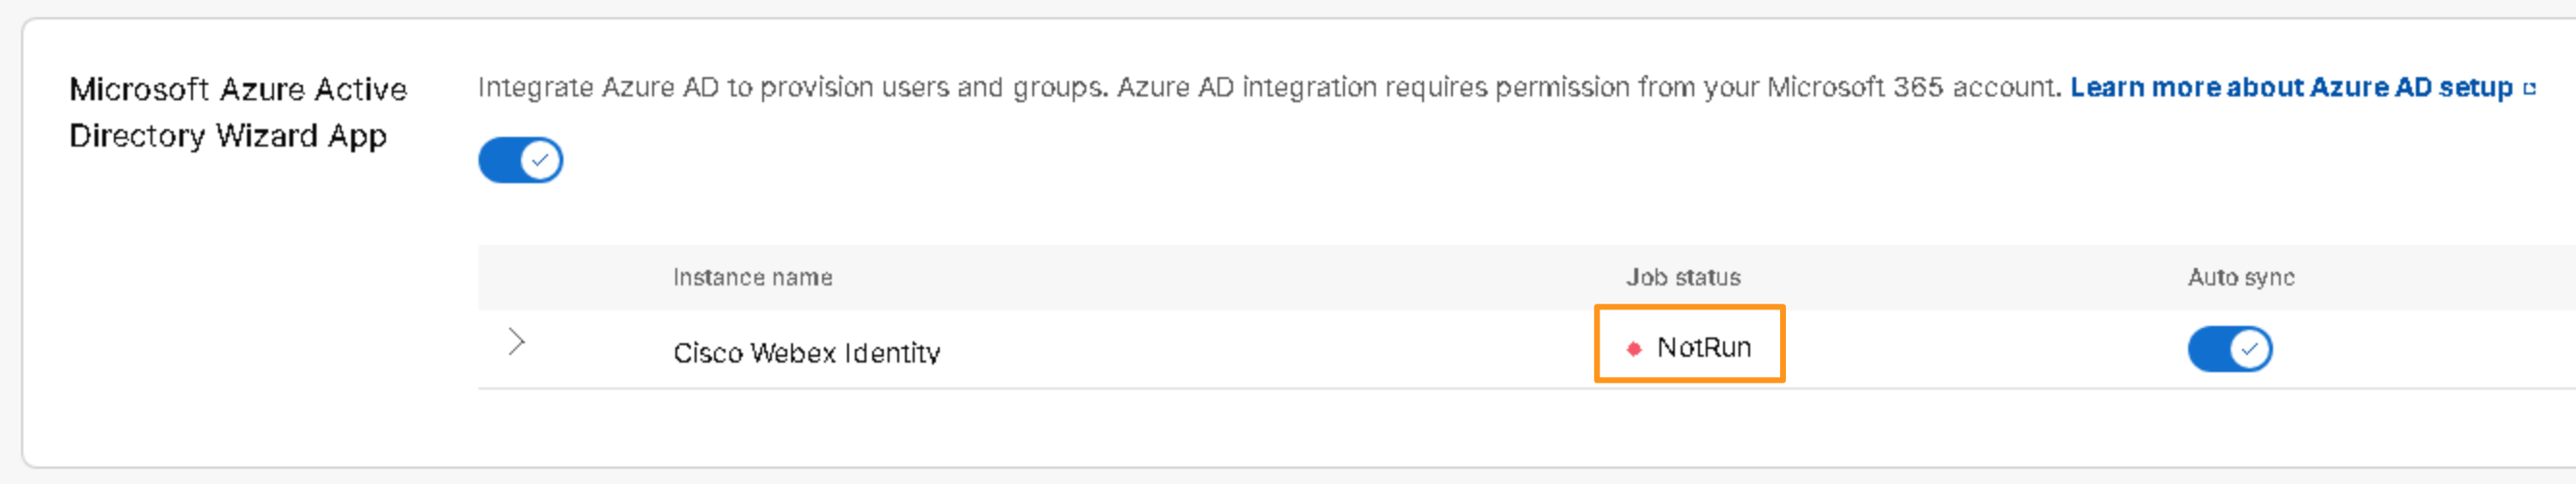 Microsoft Azure Active
Directory Wizard App
Integrate Azure AD to provision users and groups. Azure AD integration requires permission from your Microsoft 365 account. Learn more about Azure AD setup
Instance name Job status Auto sync
Cisco Webex Identity NotRun